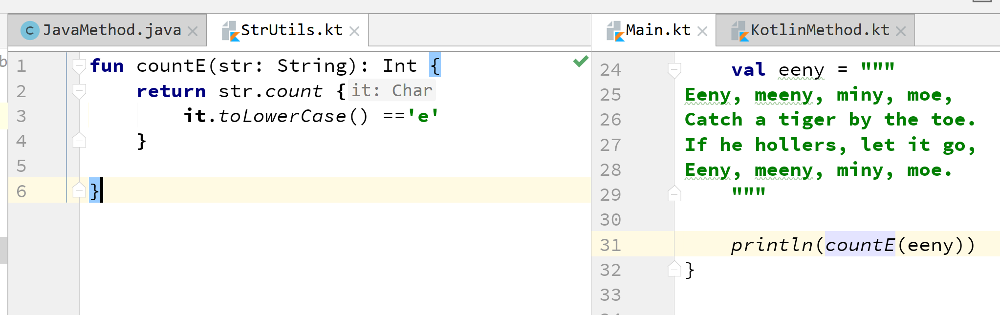 C JavaMethod.java
StrUtils.kt
Main.kt
KotlinMethod.kt
b
1 fun countE(str: String): Int {
2 return str.count { it: Char
3 it.toLowerCase() =='e'
4 }
5
6 }
24 val eeny = """
25 Eeny, meeny, miny, moe,
26 Catch a tiger by the toe.
27 If he hollers, let it go,
28 Eeny, meeny, miny, moe.
29 """
30
31 println(countE(eeny))
32 }
33